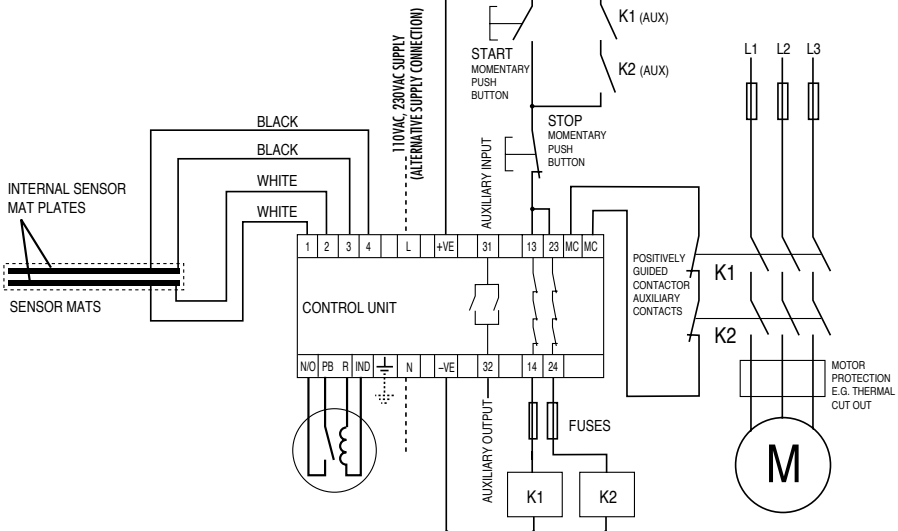 K1 (AUX)
START
MOMENTARY
PUSH
BUTTON
K2 (AUX)
L1 L2 L3
110VAC, 230VAC SUPPLY
(ALTERNATIVE SUPPLY CONNECTION)
STOP
MOMENTARY
PUSH
BUTTON
BLACK
BLACK
WHITE
WHITE
AUXILIARY INPUT
INTERNAL SENSOR
MAT PLATES
SENSOR MATS
1 2 3 4 L +VE 31 13 23 MC MC
CONTROL UNIT
POSITIVELY
GUIDED
CONTACTOR
AUXILIARY
CONTACTS
K1
K2
N/O PB R IND N –VE 32 14 24
MOTOR
PROTECTION
E.G. THERMAL
CUT OUT
AUXILIARY OUTPUT
FUSES
K1
K2
M